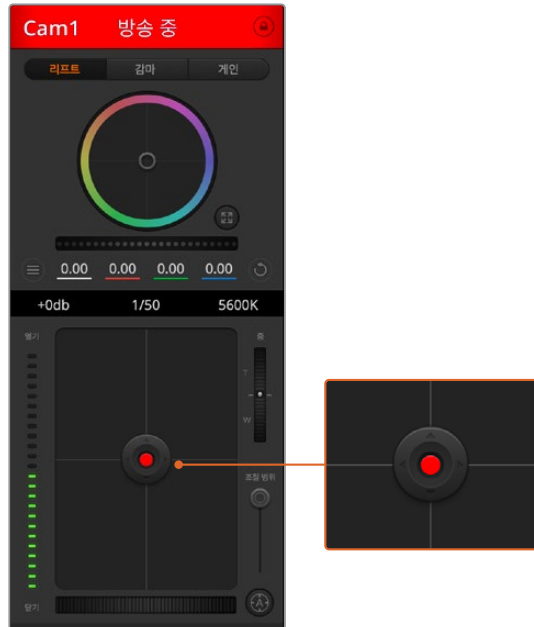 Cam1 방송 중
리프트 감마 게인
0.00 0.00 0.00 0.00
+0db 1/50 5600K
열기 줌
T
W
조절 범위
닫기 A